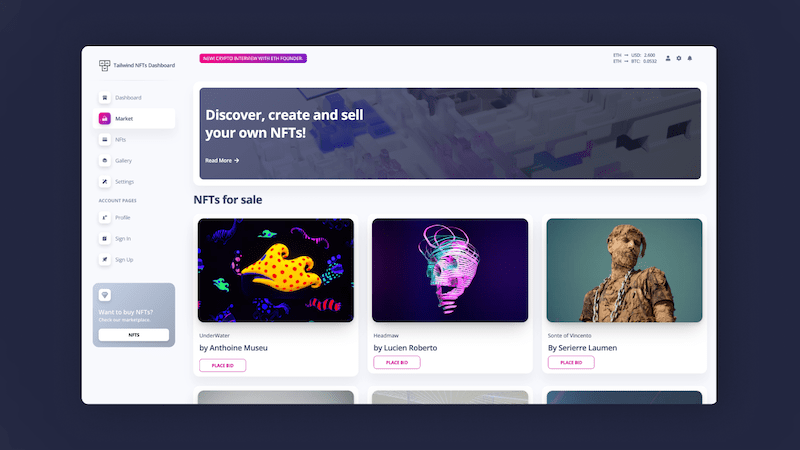 Tailwind NFTs Dashboard
NEW! CRYPTO INTERVIEW WITH ETH FOUNDER.
ETH → USD: 2.600
ETH → BTC: 0.0532
Dashboard
Market
Nfts
Gallery
Settings
ACCOUNT PAGES
Profile
Sign In
Sign Up
Want to buy NFTs?
Check our marketplace.
NFTS
Discover, create and sell
your own NFTs!
Read More →
NFTs for sale
UnderWater
by Anthoine Museu
PLACE BID
Headmaw
by Lucien Roberto
PLACE BID
Sonte of Vincento
By Serierre Laumen
PLACE BID